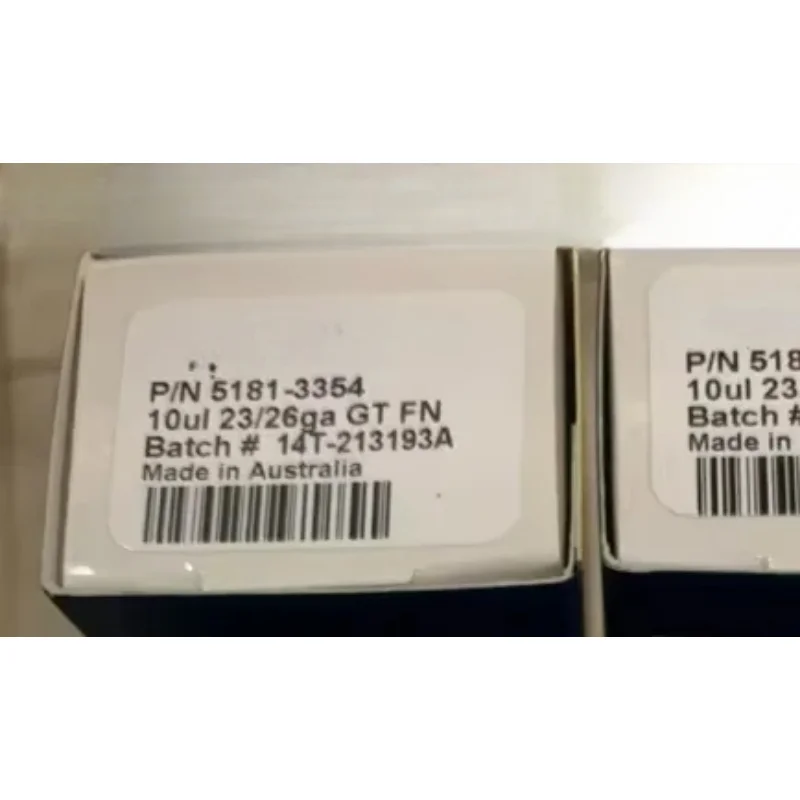 P/N 5181-3354
10ul 23/26ga GT FN
Batch # 14T-213193A
Made in Australia
P/N 518
10ul 23
Batch #
Made in